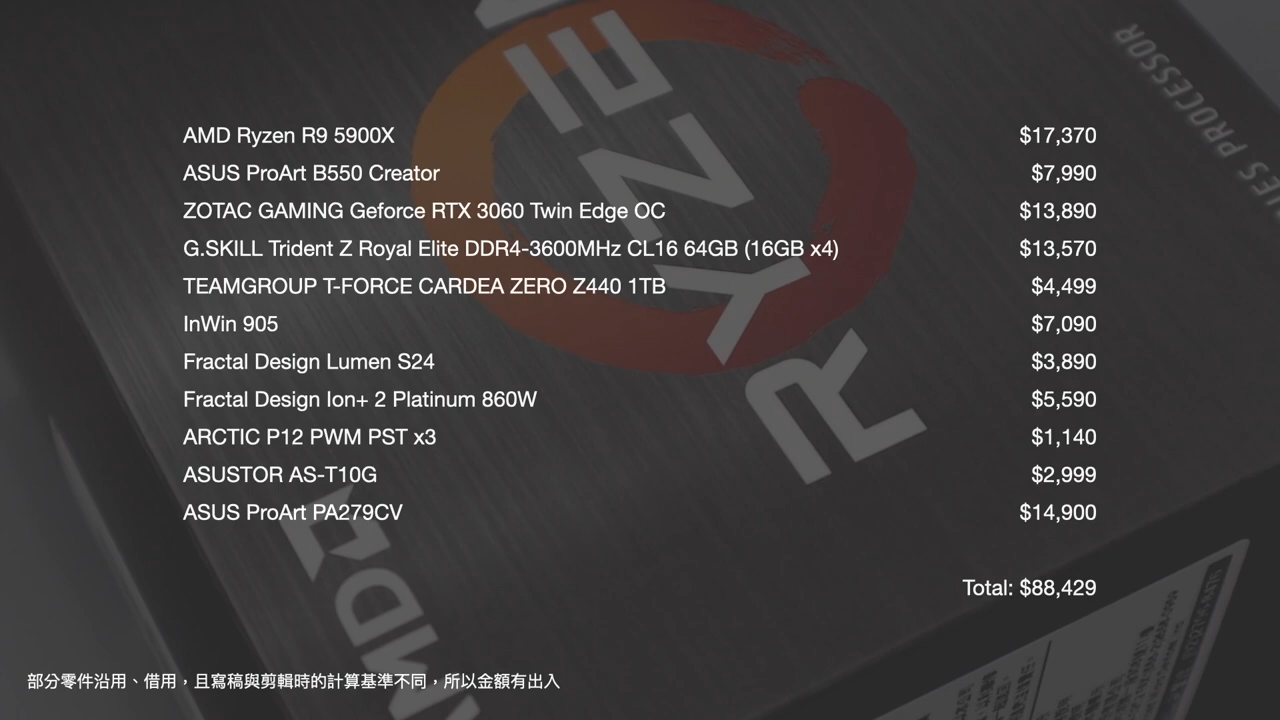 AMD Ryzen R9 5900X $17,370
ASUS ProArt B550 Creator $7,990
ZOTAC GAMING Geforce RTX 3060 Twin Edge OC $13,890
G.SKILL Trident Z Royal Elite DDR4-3600MHz CL16 64GB (16GB x4) $13,570
TEAMGROUP T-FORCE CARDEA ZERO Z440 1TB $4,499
InWin 905 $7,090
Fractal Design Lumen S24 $3,890
Fractal Design Ion+ 2 Platinum 860W $5,590
ARCTIC P12 PWM PST x3 $1,140
ASUSTOR AS-T10G $2,999
ASUS ProArt PA279CV $14,900
Total: $88,429
部分零件沿用、借用，且寫稿與剪輯時的計算基準不同，所以金額有出入
RYZE
AMD
PROCESSOR